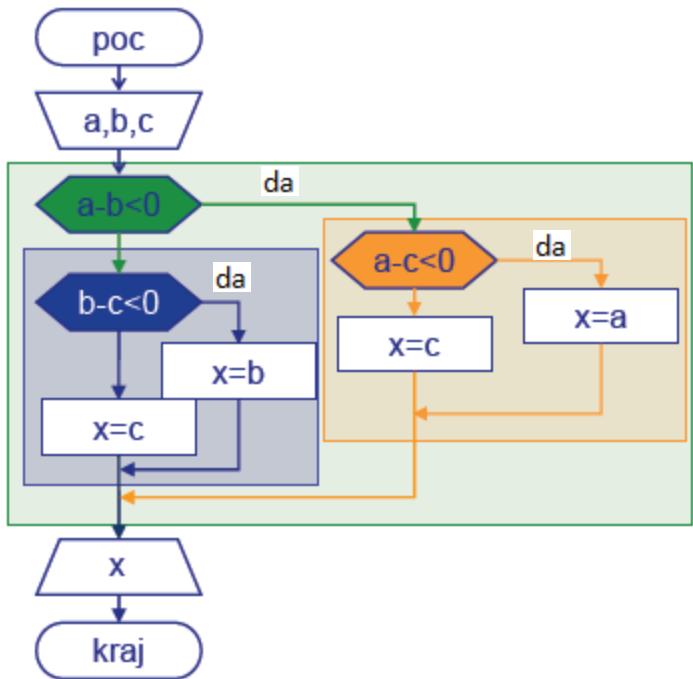 poc
a,b,c
da
a-b<0
da
a-c<0
da
b-c<0
x=a
x=c
x=b
x=c
x
kraj